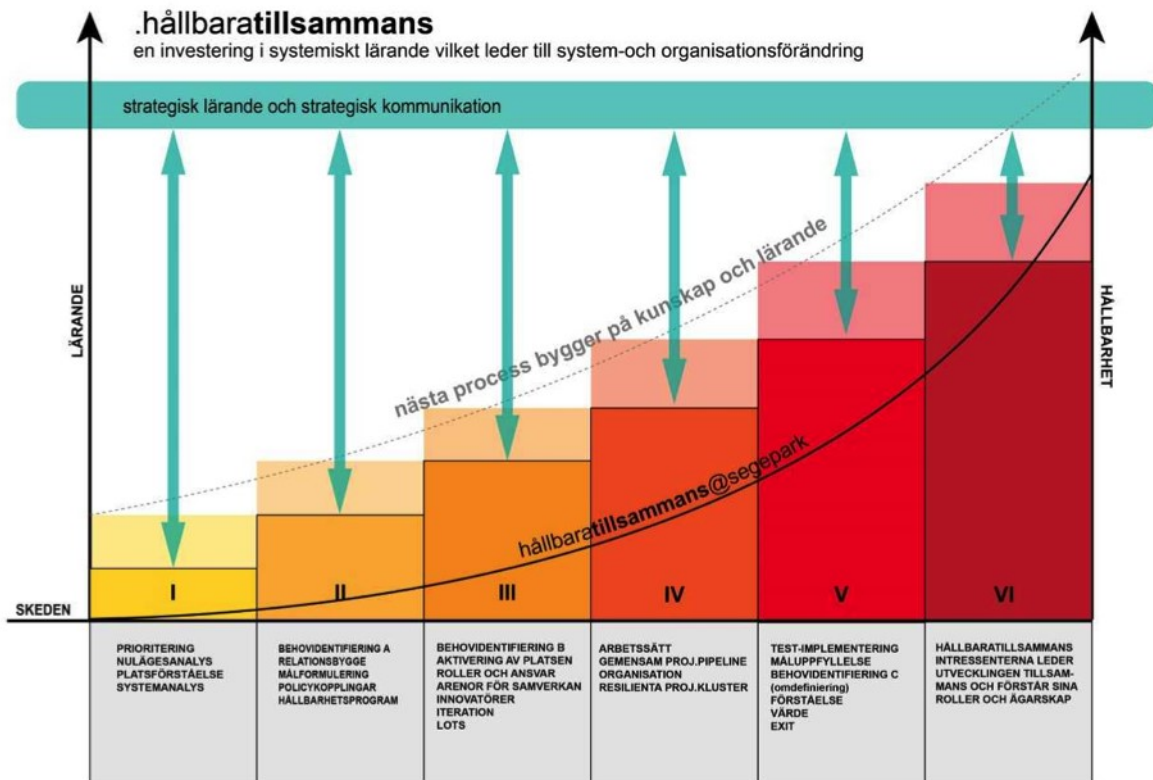 .hållbaratillsammans
en investering i systemiskt lärande vilket leder till system-och organisationsförändring
strategisk lärande och strategisk kommunikation
LÄRANDE
HÅLLBARHET
nästa process bygger på kunskap och lärande
hållbaratillsammans@segepark
SKEDEN
I
II
III
IV
V
VI
PRIORITERING
NULÄGESANALYS
PLATSFÖRSTÅELSE
SYSTEMANALYS
BEHOVIDENTIFIERING A
RELATIONSBYGGE
MÅLFORMULERING
POLICYKOPPLINGAR
HÅLLBARHETSPROGRAM
BEHOVIDENTIFIERING B
AKTIVERING AV PLATSEN
ROLLER OCH ANSVAR
ARENOR FÖR SAMVERKAN
INNOVATÖRER
ITERATION
LOTS
ARBETSSÄTT
GEMENSAM PROJ.PIPELINE
ORGANISATION
RESILIENTA PROJ.KLUSTER
TEST-IMPLEMENTERING
MÅLUPPFYLLELSE
BEHOVIDENTIFIERING C
(omdefiniering)
FÖRSTÅELSE
VÄRDE
EXIT
HÅLLBARATILLSAMMANS
INTRESSENTERNA LEDER
UTVECKLINGEN TILLSAM-
MANS OCH FÖRSTÅR SINA
ROLLER OCH ÄGARSKAP